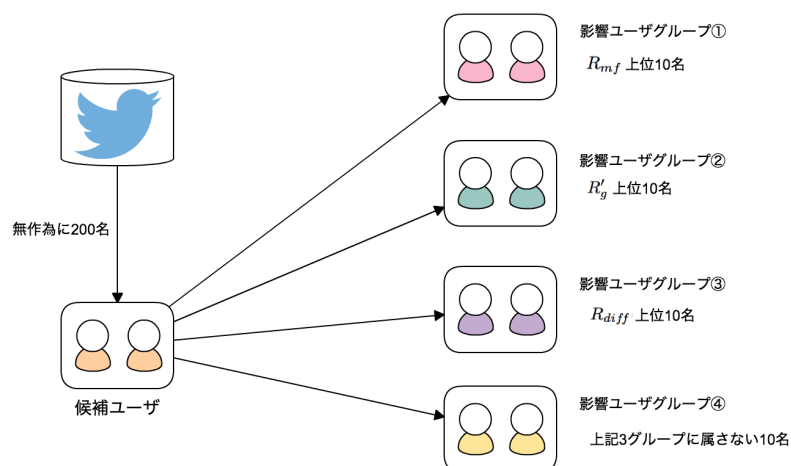 影響ユーザグループ①
R_{mf} 上位10名
影響ユーザグループ②
R'_g 上位10名
無作為に200名
影響ユーザグループ③
R_{diff} 上位10名
候補ユーザ
影響ユーザグループ④
上記3グループに属さない10名